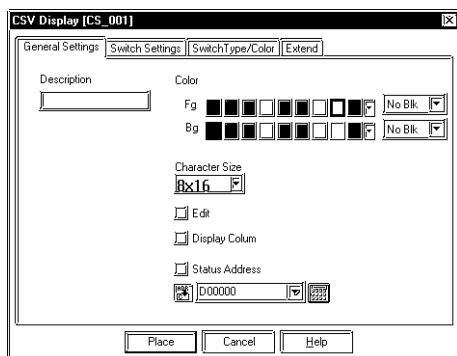 CSV Display [CS_001]
General Settings Switch Settings SwitchType/Color Extend
Description
Color
Fg No Blk
Bg No Blk
Character Size
8x16
Edit
Display Colum
Status Address
D00000
Place Cancel Help